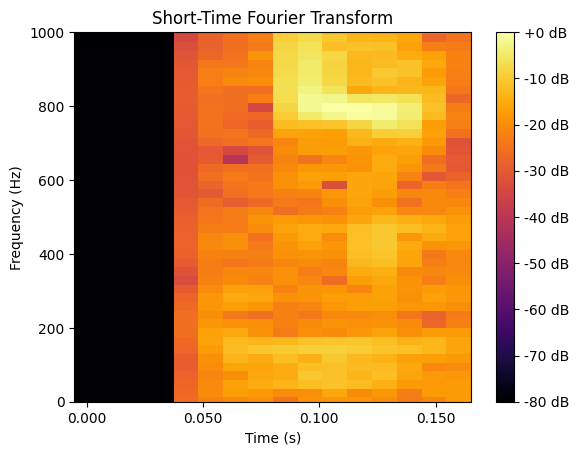 Short-Time Fourier Transform
1000
800
600
400
200
0
Frequency (Hz)
0.000
0.050
0.100
0.150
Time (s)
+0 dB
-10 dB
-20 dB
-30 dB
-40 dB
-50 dB
-60 dB
-70 dB
-80 dB